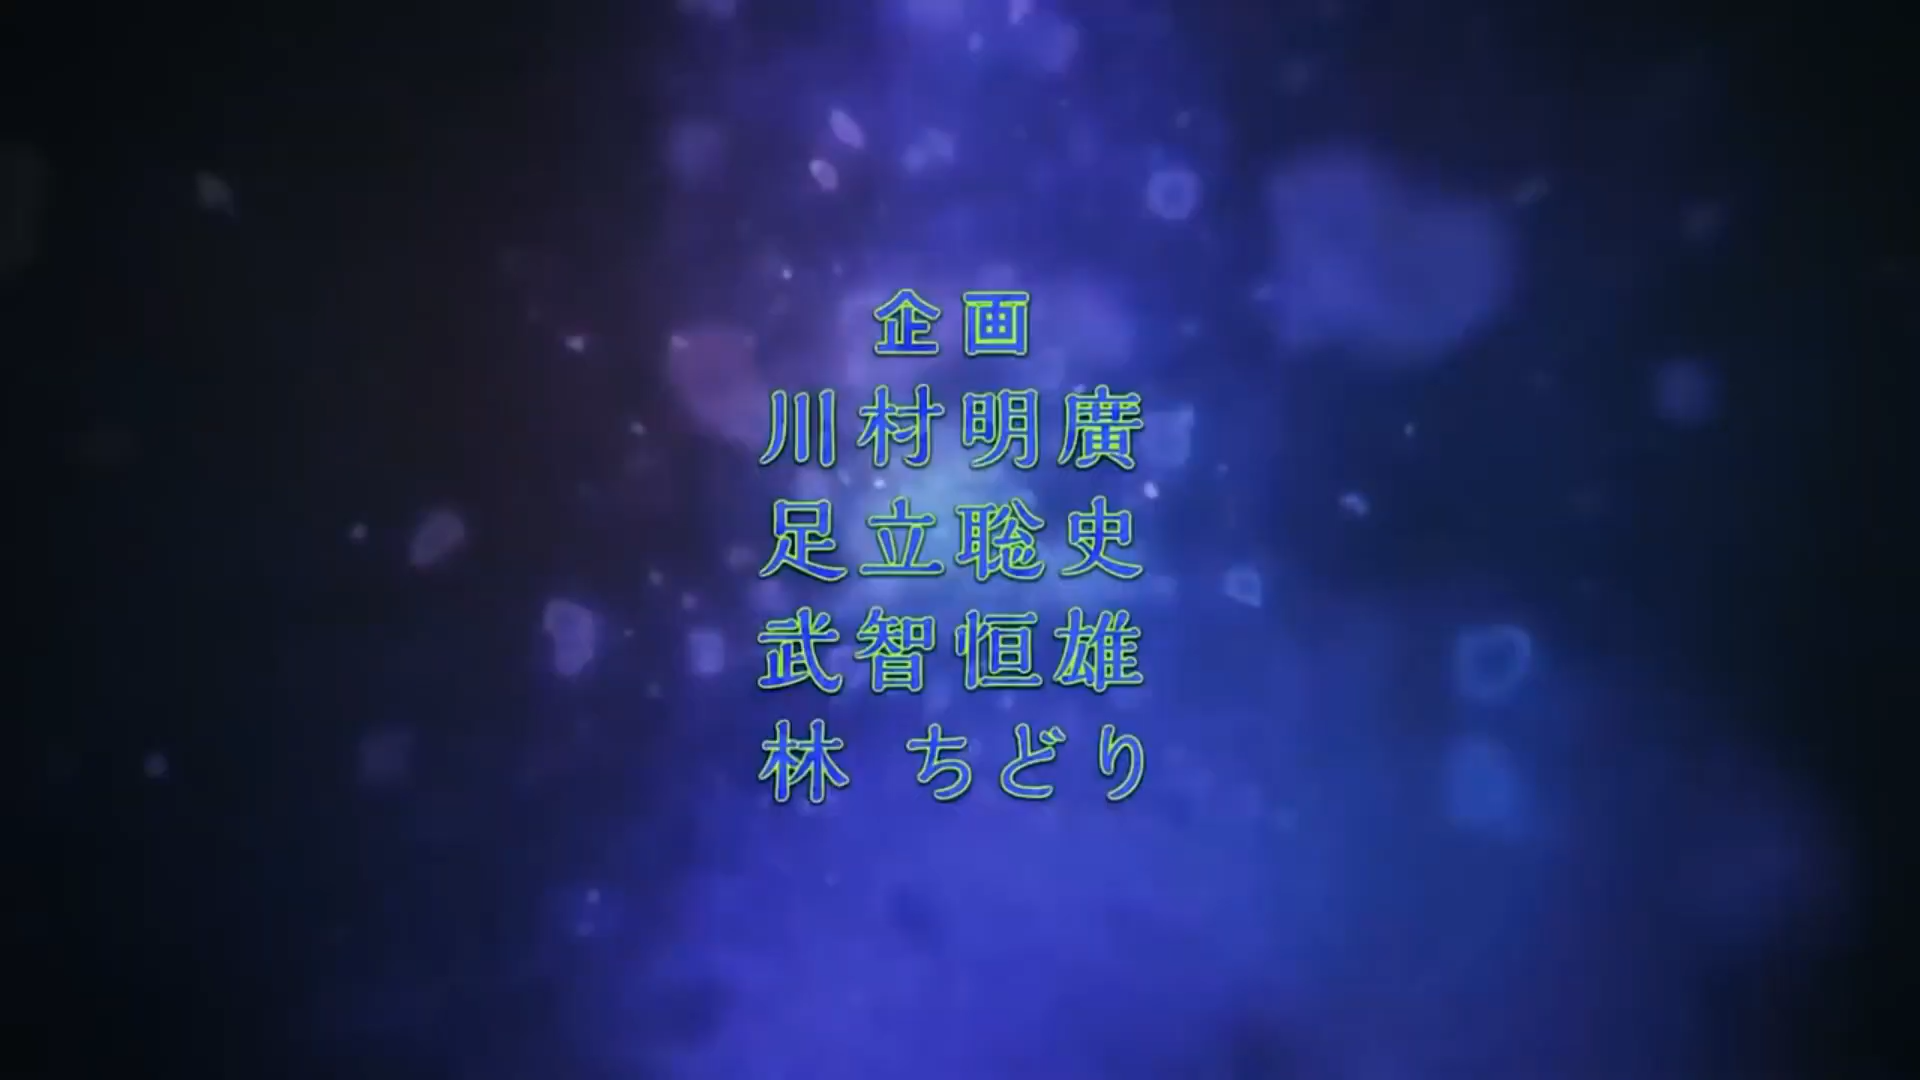 企画
川村明廣
足立聡史
武智恒雄
林 ちどり